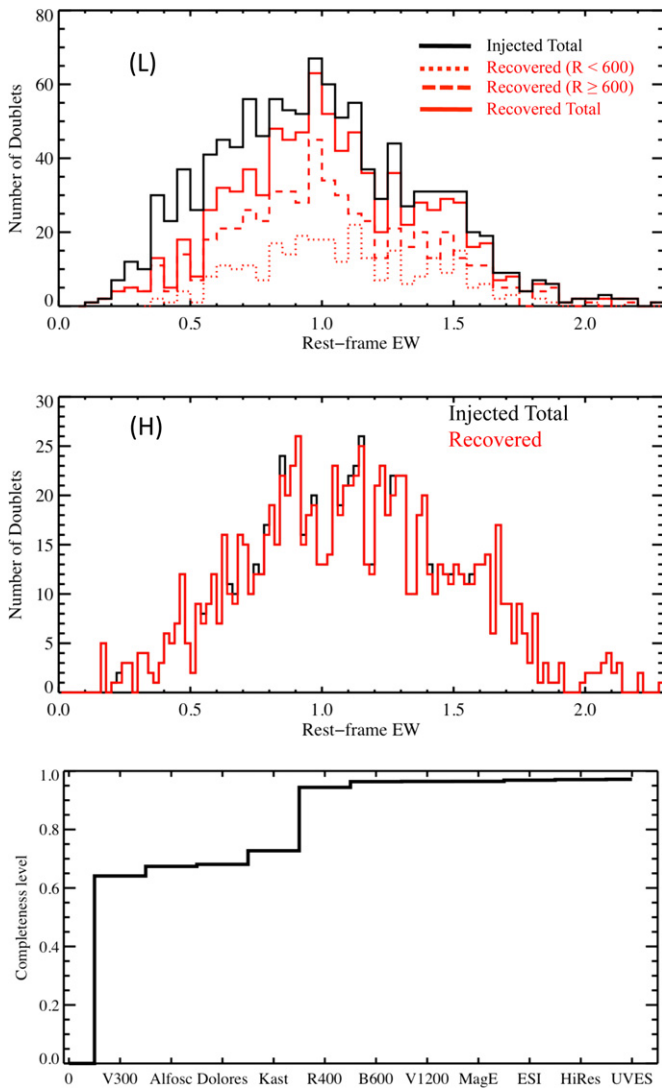 80
(L)
Injected Total
Recovered (R < 600)
60
Recovered (R ≥ 600)
Recovered Total
Number of Doublets
40
20
0
0.0 0.5 1.0 1.5 2.0
Rest−frame EW
30
(H)
Injected Total
25
Recovered
20
Number of Doublets
15
10
5
0
0.0 0.5 1.0 1.5 2.0
Rest−frame EW
1.0
0.8
Completeness level
0.6
0.4
0.2
0.0
0 V300 Alfosc Dolores Kast R400 B600 V1200 MagE ESI HiRes UVES